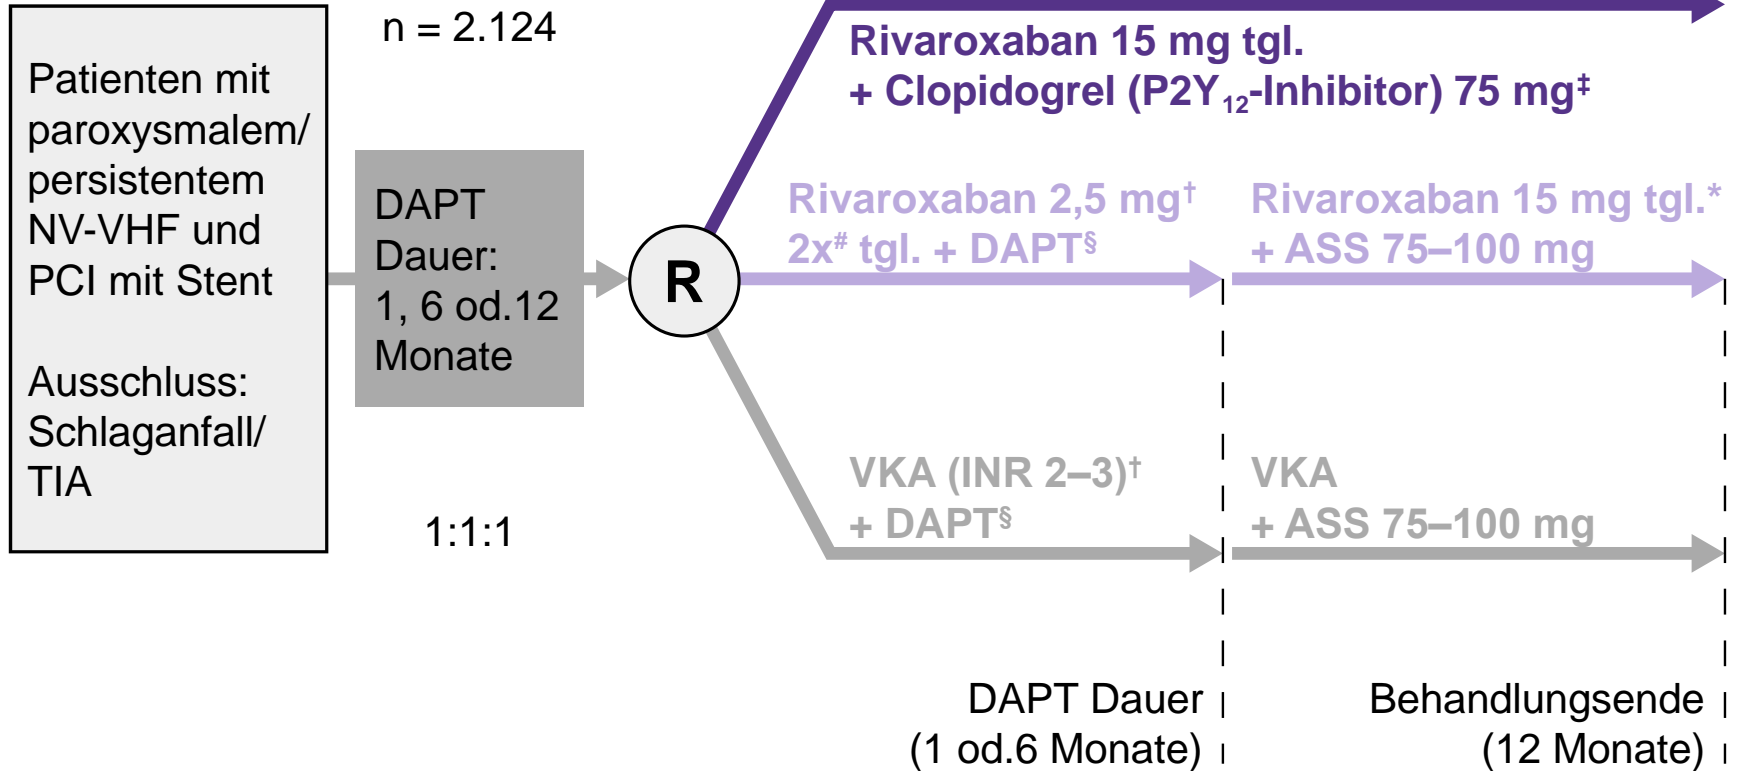 n = 2.124
Patienten mit
paroxysmalem/
persistentem
NV-VHF und
PCI mit Stent
Ausschluss:
Schlaganfall/
TIA
DAPT
Dauer:
1, 6 od.12
Monate
1:1:1
R
Rivaroxaban 15 mg tgl.
+ Clopidogrel (P2Y₁₂-Inhibitor) 75 mg‡
Rivaroxaban 2,5 mg†
2x# tgl. + DAPT§
Rivaroxaban 15 mg tgl.*
+ ASS 75–100 mg
VKA (INR 2–3)†
+ DAPT§
VKA
+ ASS 75–100 mg
DAPT Dauer
(1 od.6 Monate)
Behandlungsende
(12 Monate)